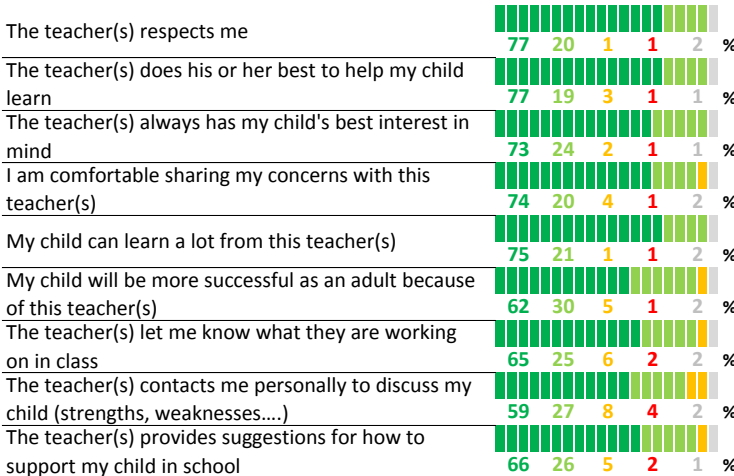 The teacher(s) respects me
77 20 1 1 2 %
The teacher(s) does his or her best to help my child
learn
77 19 3 1 1 %
The teacher(s) always has my child's best interest in
mind
73 24 2 1 1 %
I am comfortable sharing my concerns with this
teacher(s)
74 20 4 1 2 %
My child can learn a lot from this teacher(s)
75 21 1 1 2 %
My child will be more successful as an adult because
of this teacher(s)
62 30 5 1 2 %
The teacher(s) let me know what they are working
on in class
65 25 6 2 2 %
The teacher(s) contacts me personally to discuss my
child (strengths, weaknesses....)
59 27 8 4 2 %
The teacher(s) provides suggestions for how to
support my child in school
66 26 5 2 1 %